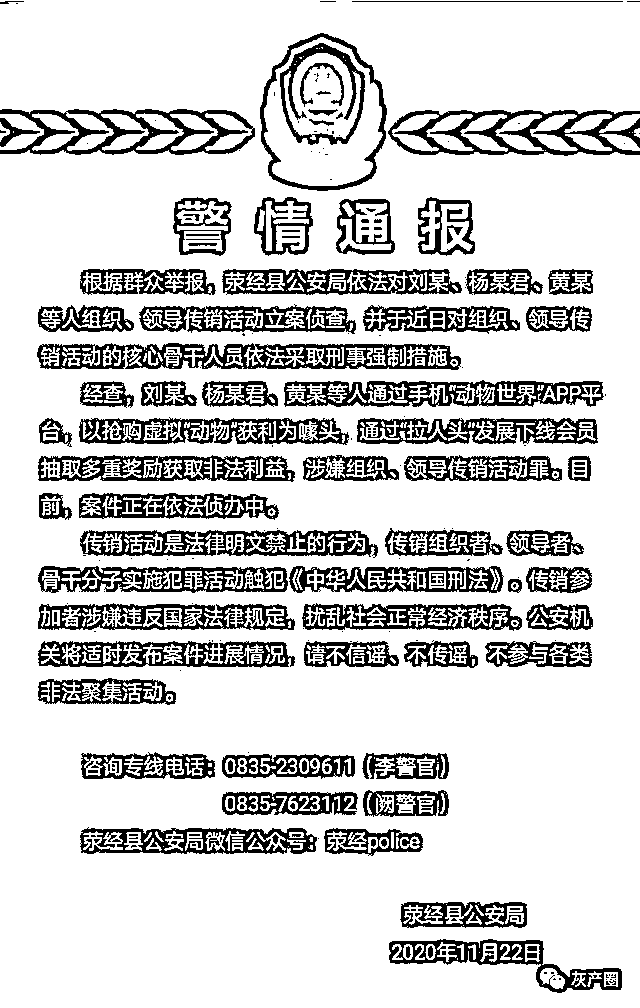 警情通报
根据群众举报，荥经县公安局依法对刘某、杨某君、黄某
等人组织、领导传销活动立案侦查，并于近日对组织、领导传
销活动的核心骨干人员依法采取刑事强制措施。
经查，刘某、杨某君、黄某等人通过手机“动物世界”APP平
台，以抢购虚拟“动物”获利为噱头，通过“拉人头”发展下线会员
抽取多重奖励获取非法利益，涉嫌组织、领导传销活动罪。目
前，案件正在依法侦办中。
传销活动是法律明文禁止的行为，传销组织者、领导者、
骨干分子实施犯罪活动触犯《中华人民共和国刑法》。传销参
加者涉嫌违反国家法律规定，扰乱社会正常经济秩序。公安机
关将适时发布案件进展情况，请不信谣、不传谣，不参与各类
非法聚集活动。
咨询专线电话：0835-2309611（李警官）
0835-7623112（阙警官）
荥经县公安局微信公众号：荥经police
荥经县公安局
2020年11月22日
灰产圈